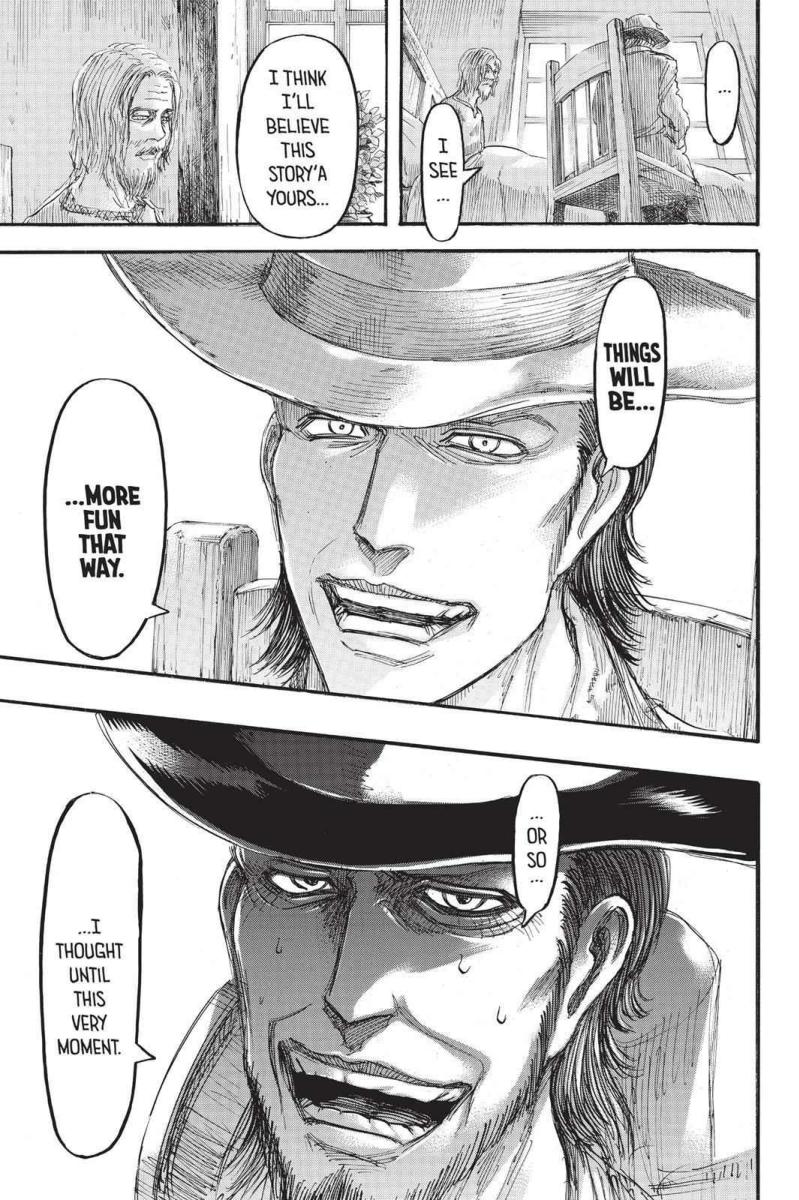 ...
I
SEE
...
I THINK
I'LL
BELIEVE
THIS
STORY'A
YOURS...
THINGS
WILL
BE...
...MORE
FUN
THAT
WAY.
...
OR
SO
...
...I
THOUGHT
UNTIL
THIS
VERY
MOMENT.